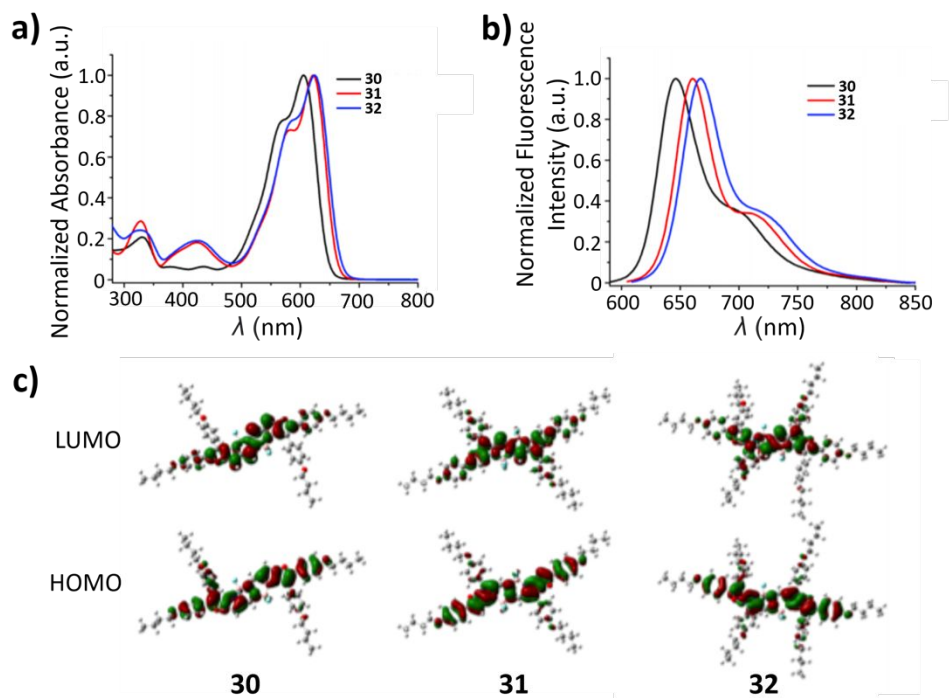 a)
Normalized Absorbance (a.u.)
1.0
0.8
0.6
0.4
0.2
0
300 400 500 600 700 800
λ (nm)
30
31
32
b)
Normalized Fluorescence
Intensity (a.u.)
1.0
0.8
0.6
0.4
0.2
0
600 650 700 750 800 850
λ (nm)
30
31
32
c)
LUMO
HOMO
30 31 32